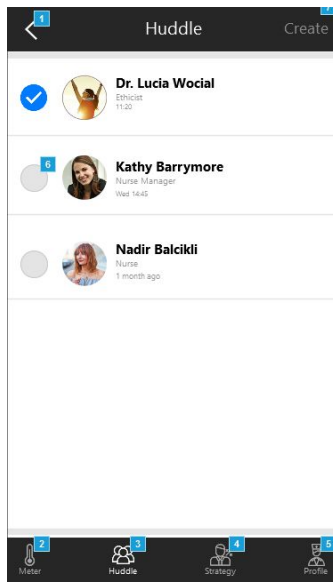 1
7
Huddle
Create
Dr. Lucia Wocial
Ethicist
11:20
6
Kathy Barrymore
Nurse Manager
Wed 14:45
Nadir Balcikli
Nurse
1 month ago
2
3
4
5
Meter
Huddle
Strategy
Profile